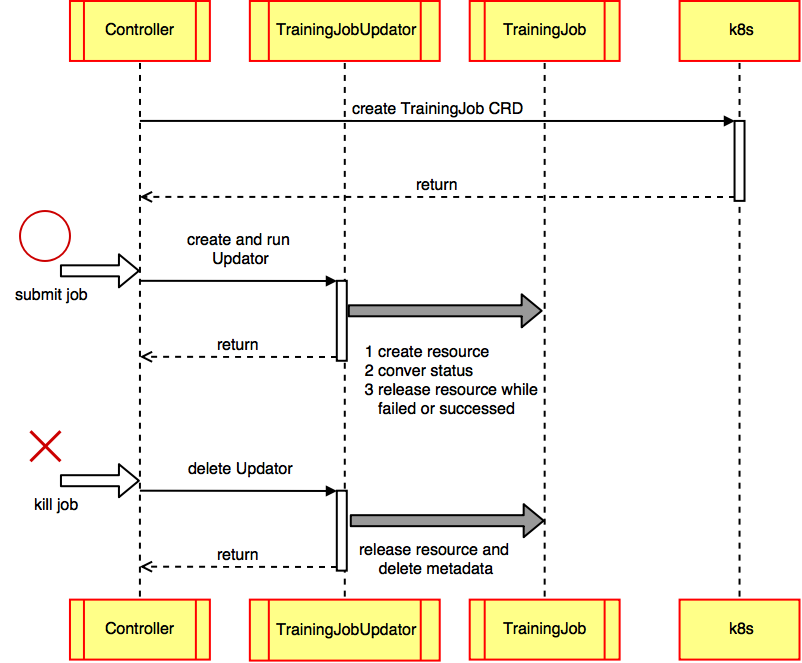 Controller
TrainingJobUpdator
TrainingJob
k8s
create TrainingJob CRD
return
create and run
Updator
submit job
return
1 create resource
2 conver status
3 release resource while
failed or successed
delete Updator
kill job
return
release resource and
delete metadata
Controller
TrainingJobUpdator
TrainingJob
k8s